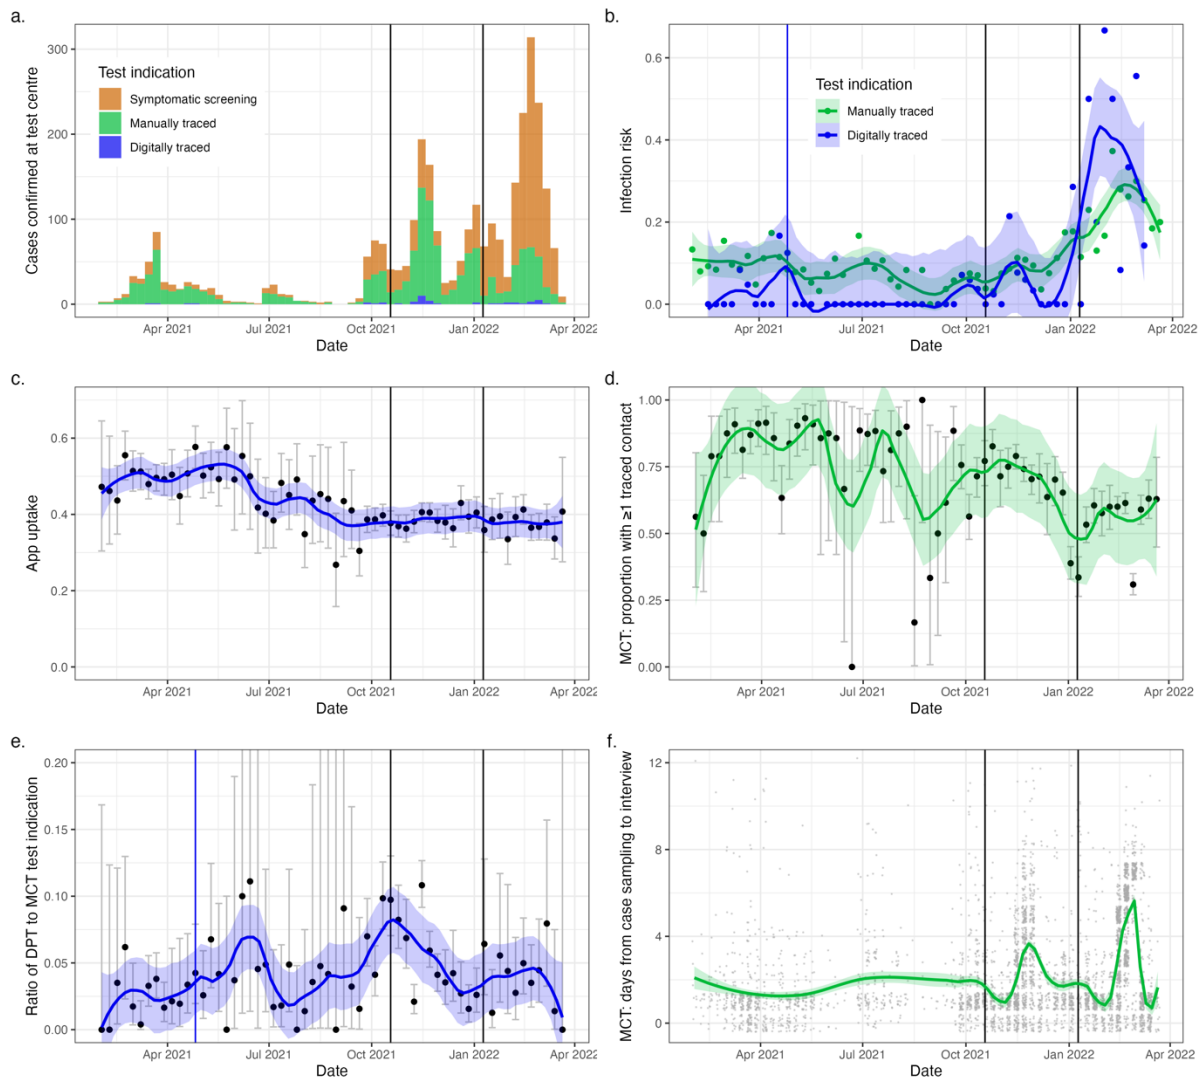 a.
Cases confirmed at test centre
300
200
100
0
Test indication
Symptomatic screening
Manually traced
Digitally traced
Apr 2021
Jul 2021
Oct 2021
Jan 2022
Apr 2022
Date
b.
Infection risk
0.6
0.4
0.2
0.0
Test indication
Manually traced
Digitally traced
Apr 2021
Jul 2021
Oct 2021
Jan 2022
Apr 2022
Date
c.
App uptake
0.6
0.4
0.2
0.0
Apr 2021
Jul 2021
Oct 2021
Jan 2022
Apr 2022
Date
d.
MCT: proportion with ≥1 traced contact
1.00
0.75
0.50
0.25
0.00
Apr 2021
Jul 2021
Oct 2021
Jan 2022
Apr 2022
Date
e.
Ratio of DPT to MCT test indication
0.20
0.15
0.10
0.05
0.00
Apr 2021
Jul 2021
Oct 2021
Jan 2022
Apr 2022
Date
f.
MCT: days from case sampling to interview
12
8
4
0
Apr 2021
Jul 2021
Oct 2021
Jan 2022
Apr 2022
Date